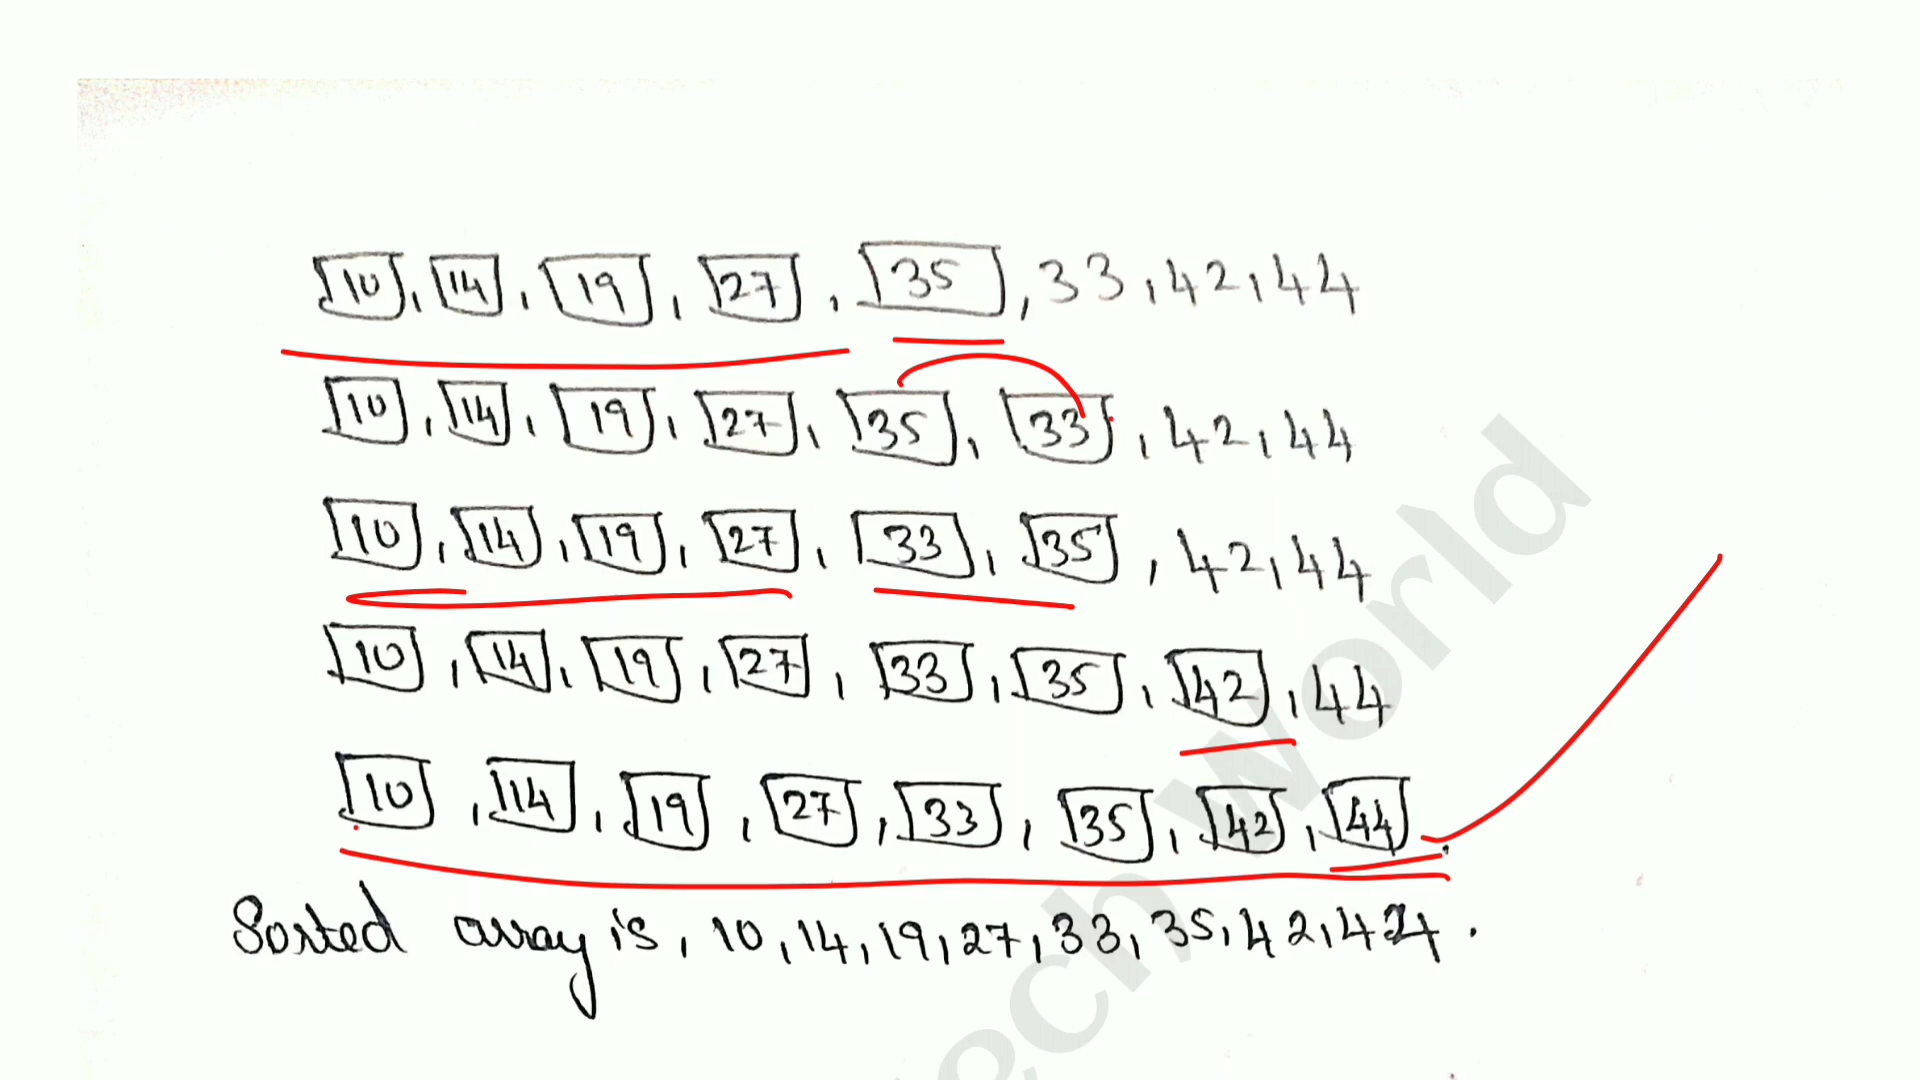 10, 14, 19, 27, 35, 33, 42, 44
10, 14, 19, 27, 35, 33, 42, 44
10, 14, 19, 27, 33, 35, 42, 44
10, 14, 19, 27, 33, 35, 42, 44
10, 14, 19, 27, 33, 35, 42, 44.
Sorted array is, 10, 14, 19, 27, 33, 35, 42, 44.
ech World